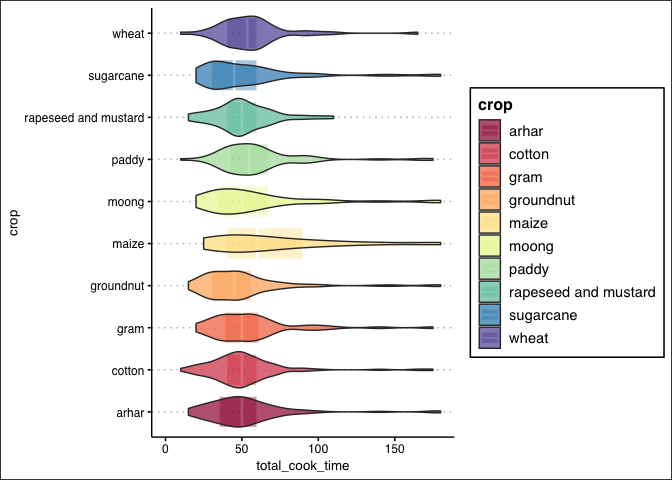 crop
wheat
sugarcane
rapeseed and mustard
paddy
moong
maize
groundnut
gram
cotton
arhar
0 50 100 150
total_cook_time
crop
arhar
cotton
gram
groundnut
maize
moong
paddy
rapeseed and mustard
sugarcane
wheat